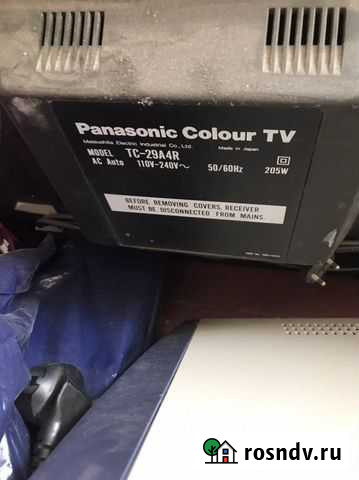 Panasonic Colour TV
Matsushita Electric Industrial Co., Ltd. Made in Japan
MODEL TC-29A4R
AC Auto 110V-240V~ 50/60Hz 205W
BEFORE REMOVING COVERS, RECEIVER
MUST BE DISCONNECTED FROM MAINS.
rosndv.ru